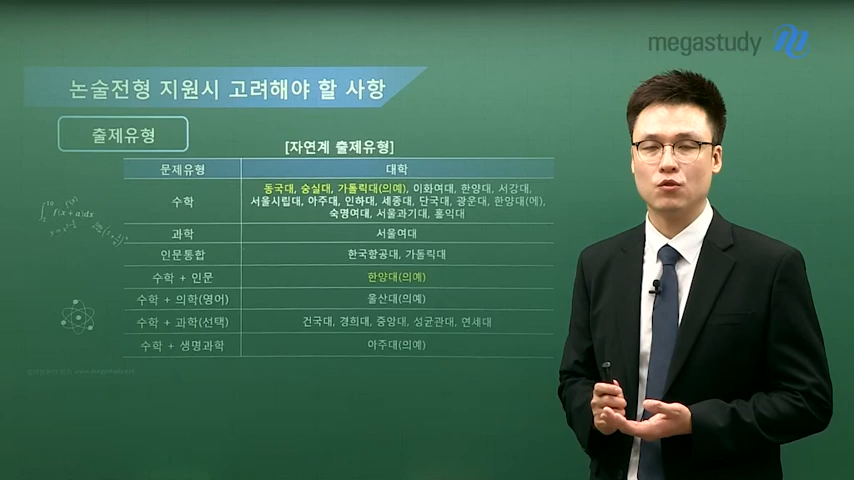 megastudy
논술전형 지원시 고려해야 할 사항
출제유형
[자연계 출제유형]
문제유형 대학
수학 동국대, 숭실대, 가톨릭대(의예), 이화여대, 한양대, 서강대,
서울시립대, 아주대, 인하대, 세종대, 단국대, 광운대, 한양대(에),
숙명여대, 서울과기대, 홍익대
과학 서울여대
인문통합 한국항공대, 가톨릭대
수학 + 인문 한양대(의예)
수학 + 의학(영어) 울산대(의예)
수학 + 과학(선택) 건국대, 경희대, 중앙대, 성균관대, 연세대
수학 + 생명과학 아주대(의예)